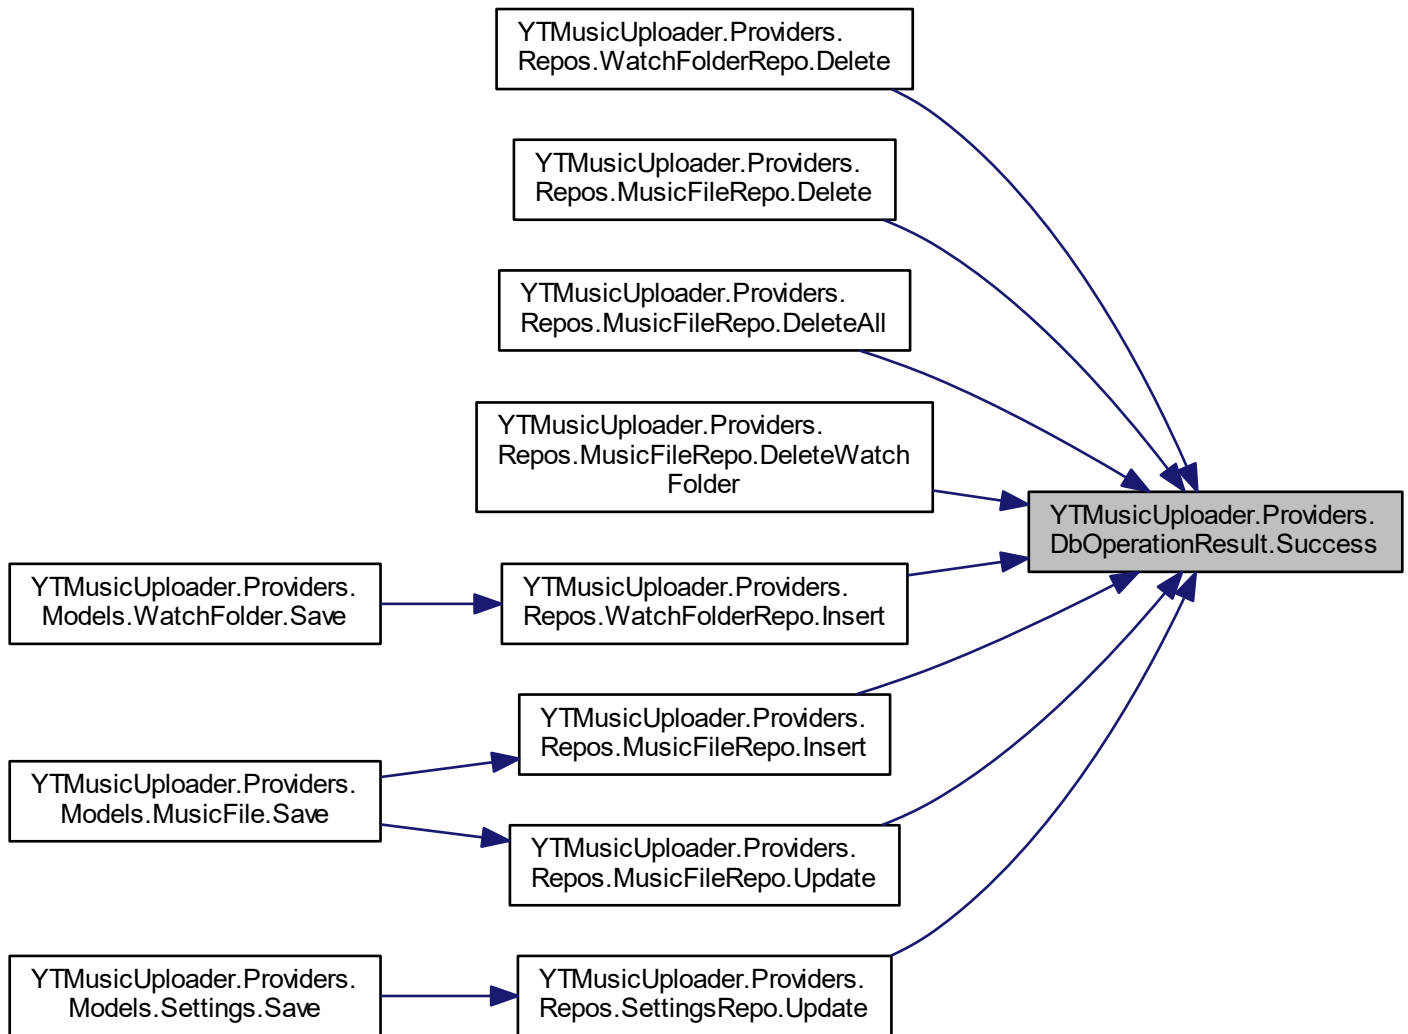 YTMusicUploader.Providers.
Repos.WatchFolderRepo.Delete
YTMusicUploader.Providers.
Repos.MusicFileRepo.Delete
YTMusicUploader.Providers.
Repos.MusicFileRepo.DeleteAll
YTMusicUploader.Providers.
Repos.MusicFileRepo.DeleteWatch
Folder
YTMusicUploader.Providers.
DbOperationResult.Success
YTMusicUploader.Providers.
Models.WatchFolder.Save
YTMusicUploader.Providers.
Repos.WatchFolderRepo.Insert
YTMusicUploader.Providers.
Repos.MusicFileRepo.Insert
YTMusicUploader.Providers.
Models.MusicFile.Save
YTMusicUploader.Providers.
Repos.MusicFileRepo.Update
YTMusicUploader.Providers.
Models.Settings.Save
YTMusicUploader.Providers.
Repos.SettingsRepo.Update